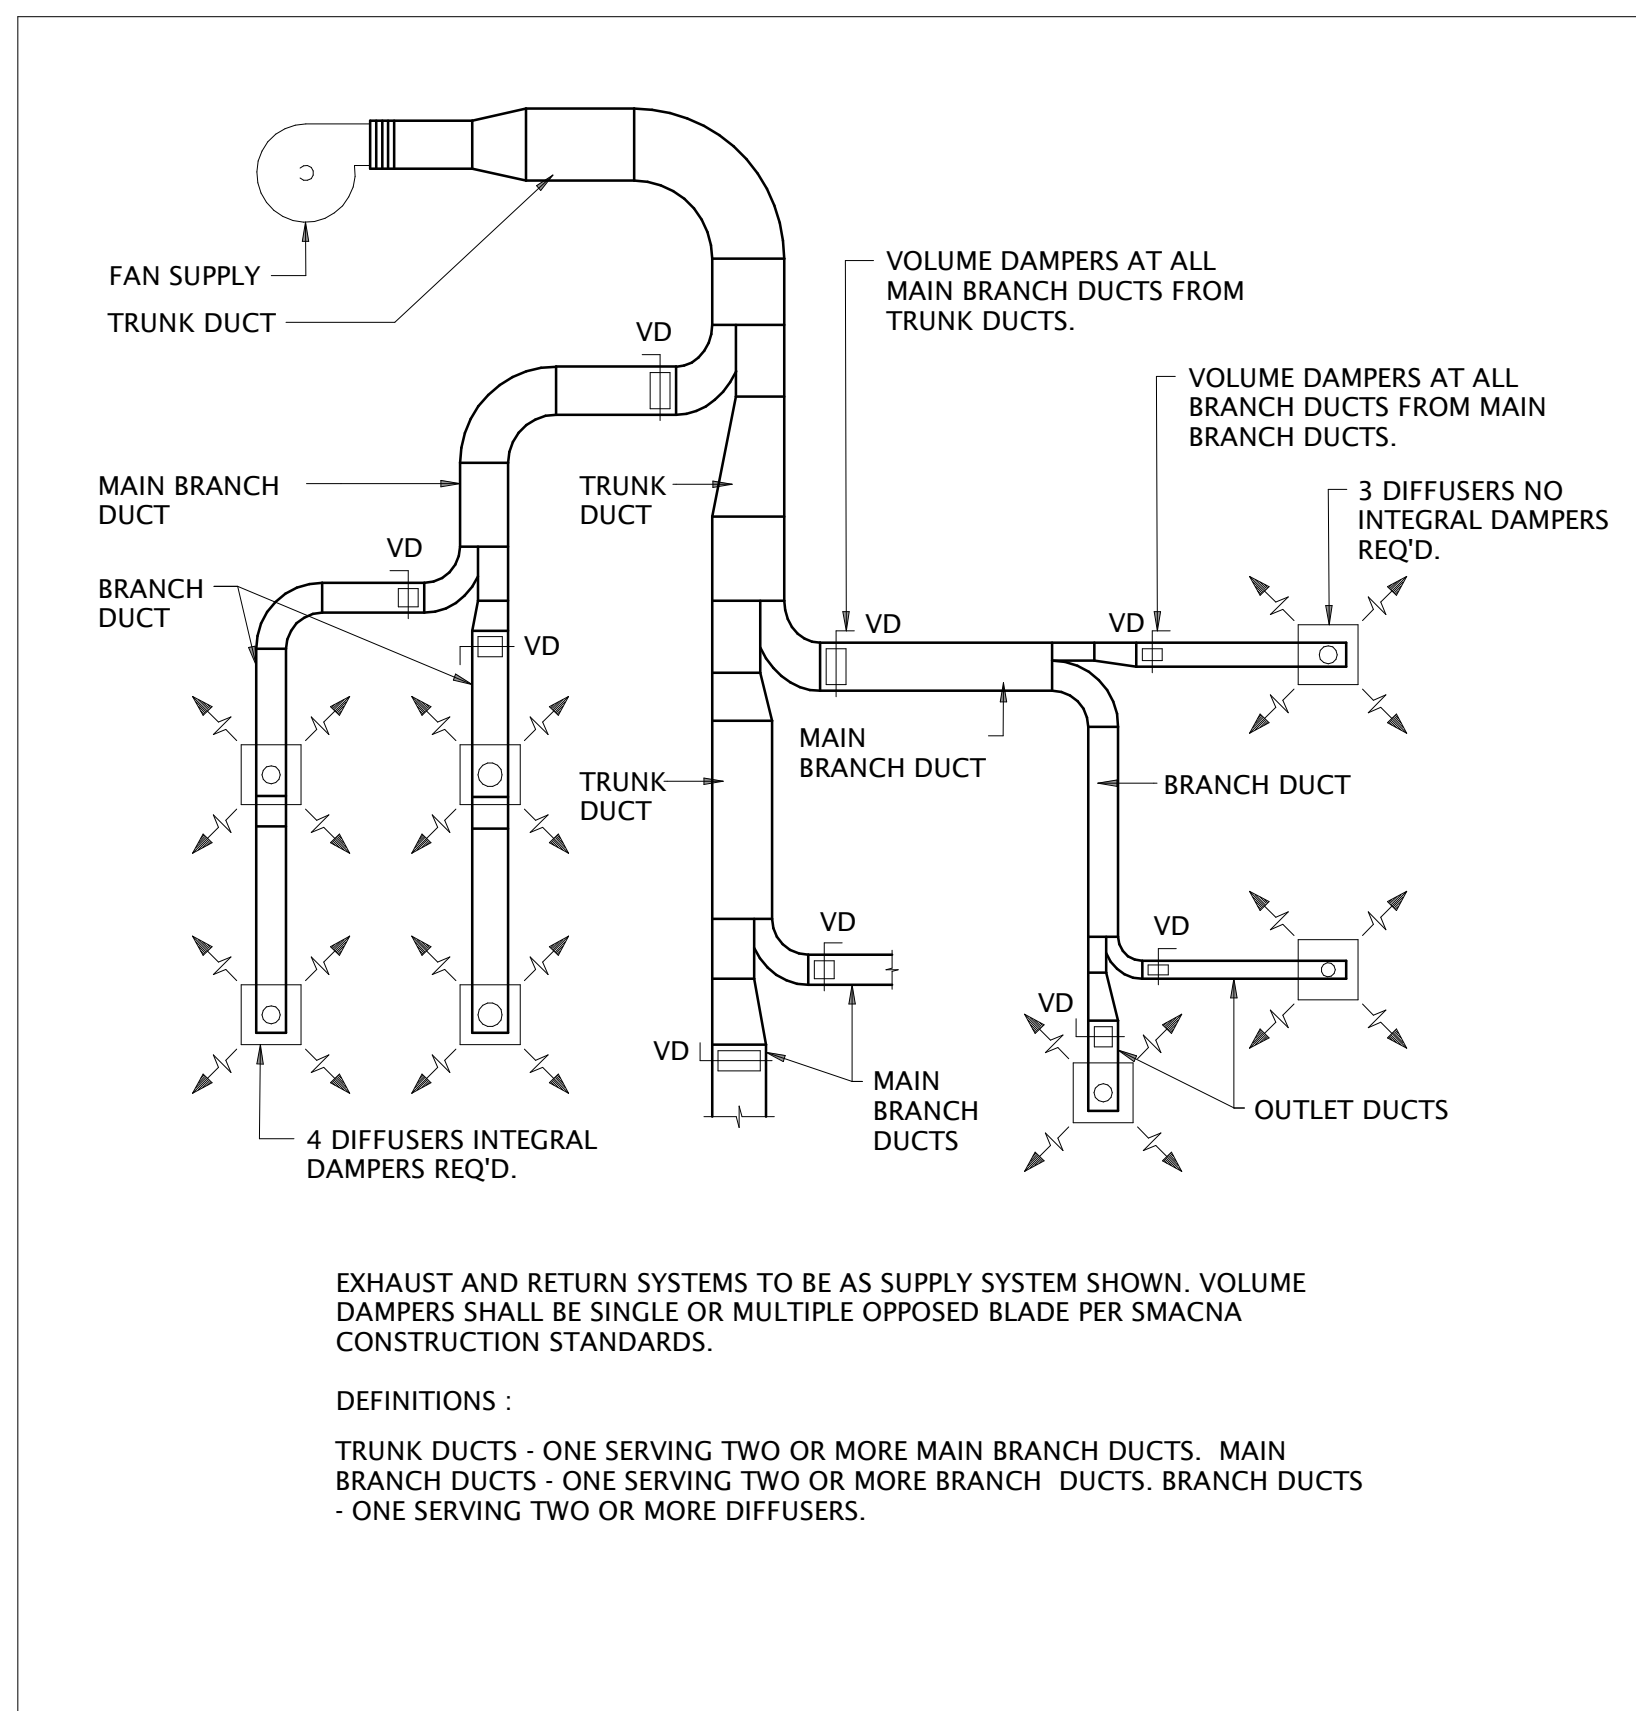 FAN SUPPLY
TRUNK DUCT
VD
VOLUME DAMPERS AT ALL
MAIN BRANCH DUCTS FROM
TRUNK DUCTS.
VOLUME DAMPERS AT ALL
BRANCH DUCTS FROM MAIN
BRANCH DUCTS.
MAIN BRANCH
DUCT
TRUNK
DUCT
3 DIFFUSERS NO
INTEGRAL DAMPERS
REQ'D.
VD
BRANCH
DUCT
VD
VD
VD
MAIN
BRANCH DUCT
TRUNK
DUCT
BRANCH DUCT
VD
VD
VD
VD
MAIN
BRANCH
DUCTS
OUTLET DUCTS
4 DIFFUSERS INTEGRAL
DAMPERS REQ'D.
EXHAUST AND RETURN SYSTEMS TO BE AS SUPPLY SYSTEM SHOWN. VOLUME
DAMPERS SHALL BE SINGLE OR MULTIPLE OPPOSED BLADE PER SMACNA
CONSTRUCTION STANDARDS.
DEFINITIONS :
TRUNK DUCTS - ONE SERVING TWO OR MORE MAIN BRANCH DUCTS. MAIN
BRANCH DUCTS - ONE SERVING TWO OR MORE BRANCH DUCTS. BRANCH DUCTS
- ONE SERVING TWO OR MORE DIFFUSERS.